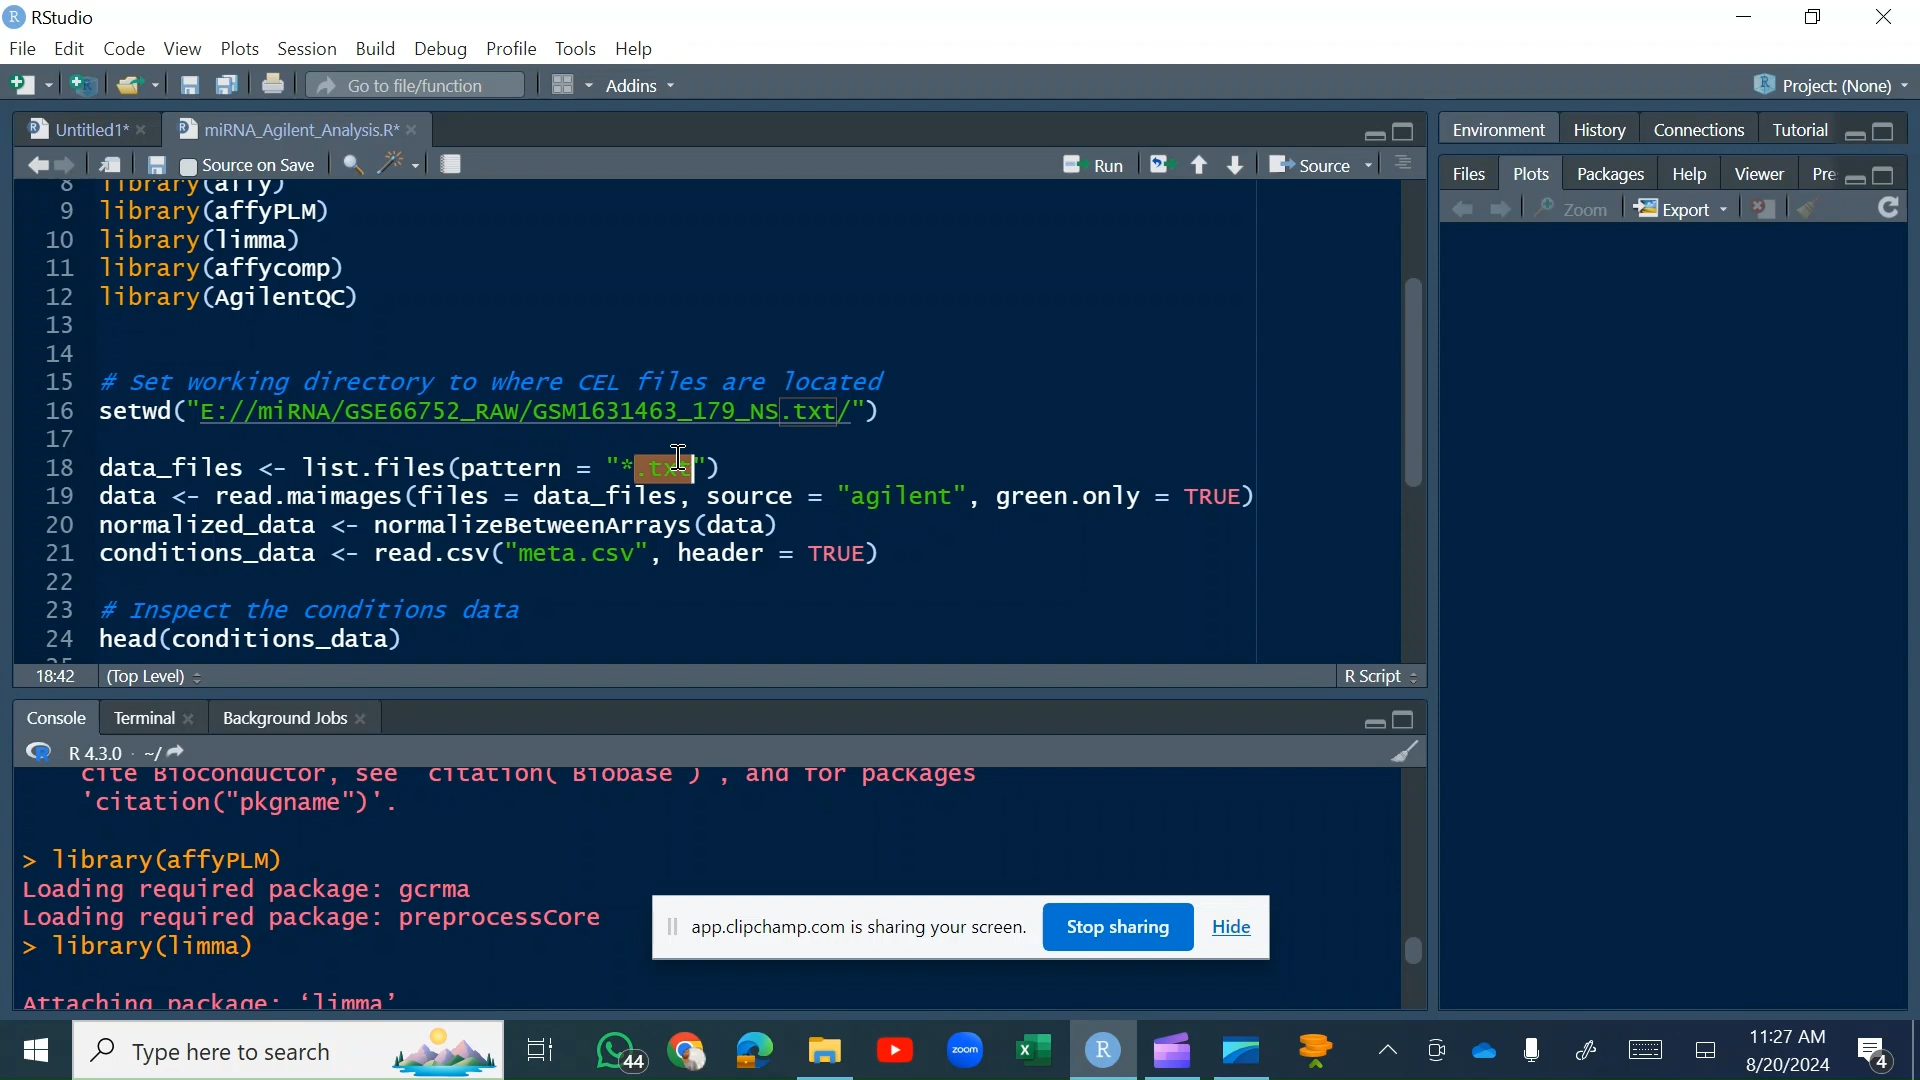 RStudio
File Edit Code View Plots Session Build Debug Profile Tools Help
Go to file/function Addins Project: (None)
Untitled1* miRNA_Agilent_Analysis.R*
Source on Save Run Source
8 library(affy)
9 library(affyPLM)
10 library(limma)
11 library(affycomp)
12 library(AgilentQC)
13
14
15 # Set working directory to where CEL files are located
16 setwd("E://miRNA/GSE66752_RAW/GSM1631463_179_NS.txt/")
17
18 data_files <- list.files(pattern = "*.txt")
19 data <- read.maimages(files = data_files, source = "agilent", green.only = TRUE)
20 normalized_data <- normalizeBetweenArrays(data)
21 conditions_data <- read.csv("meta.csv", header = TRUE)
22
23 # Inspect the conditions data
24 head(conditions_data)
25
18:42 (Top Level) R Script
Environment History Connections Tutorial
Files Plots Packages Help Viewer Pre
Zoom Export
Console Terminal Background Jobs
R 4.3.0 · ~/
cite Bioconductor, see 'citation("Biobase")', and for packages
'citation("pkgname")'.
> library(affyPLM)
Loading required package: gcrma
Loading required package: preprocessCore
> library(limma)
Attaching package: ‘limma’
app.clipchamp.com is sharing your screen. Stop sharing Hide
Type here to search
44
zoom
R
11:27 AM
8/20/2024
4